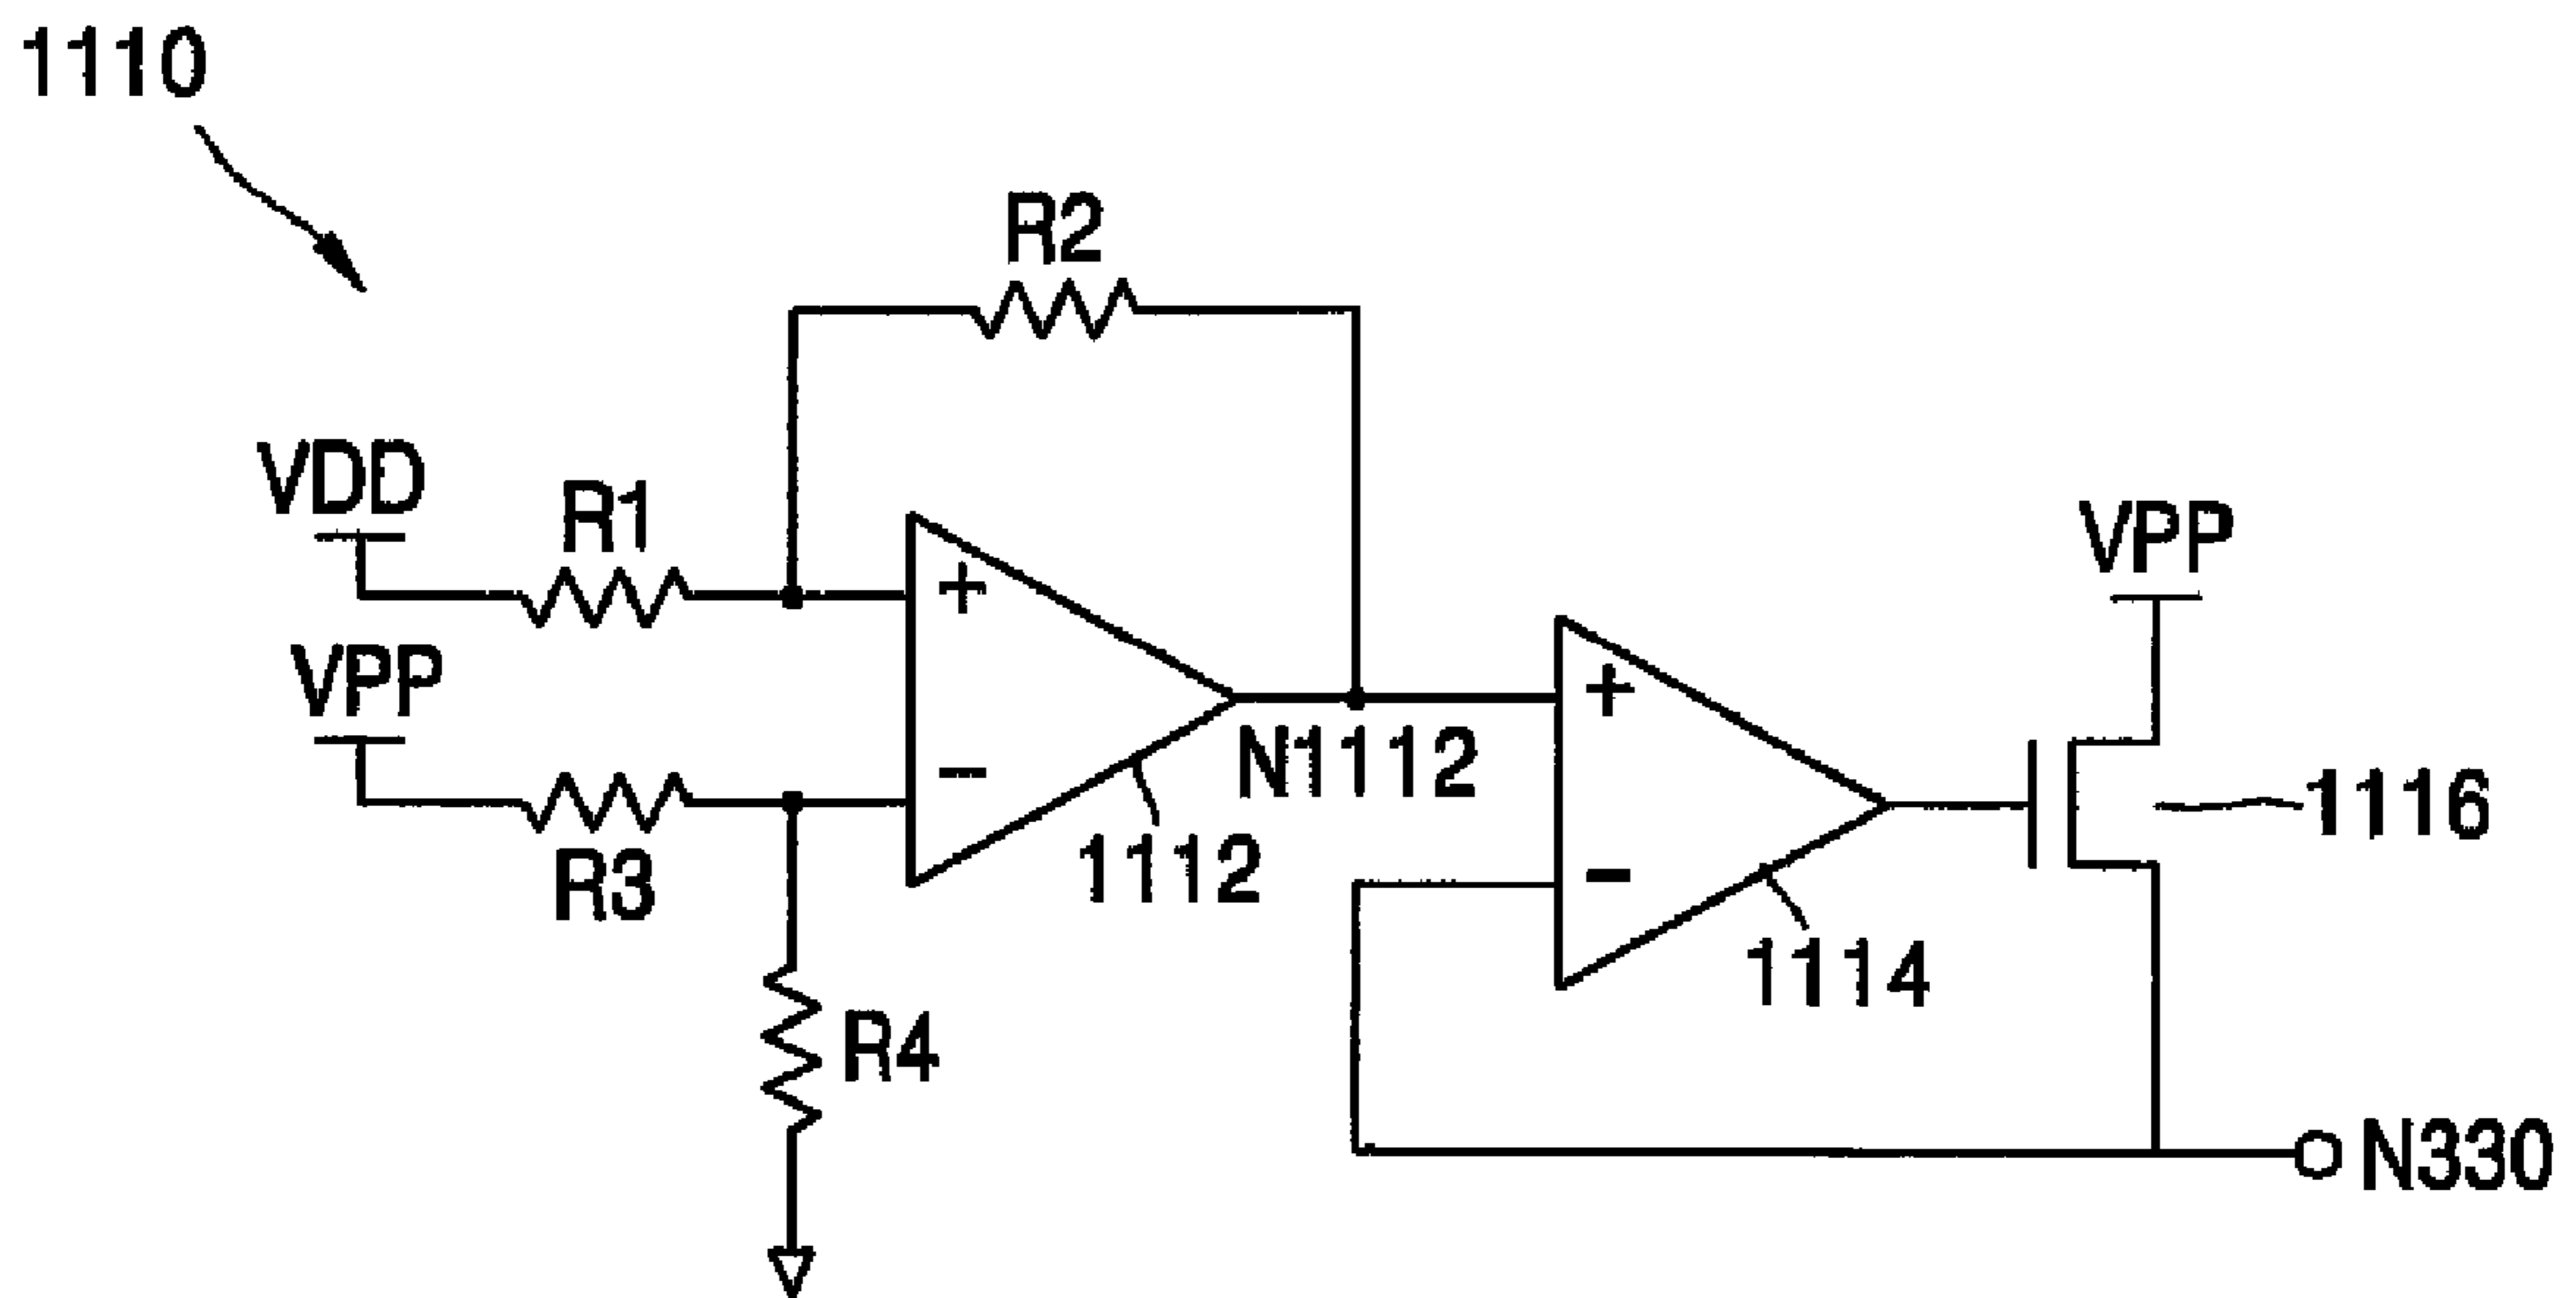 1110
R2
VDD
R1
+
VPP
R3
-
N1112
1112
R4
+
-
1114
VPP
1116
N330